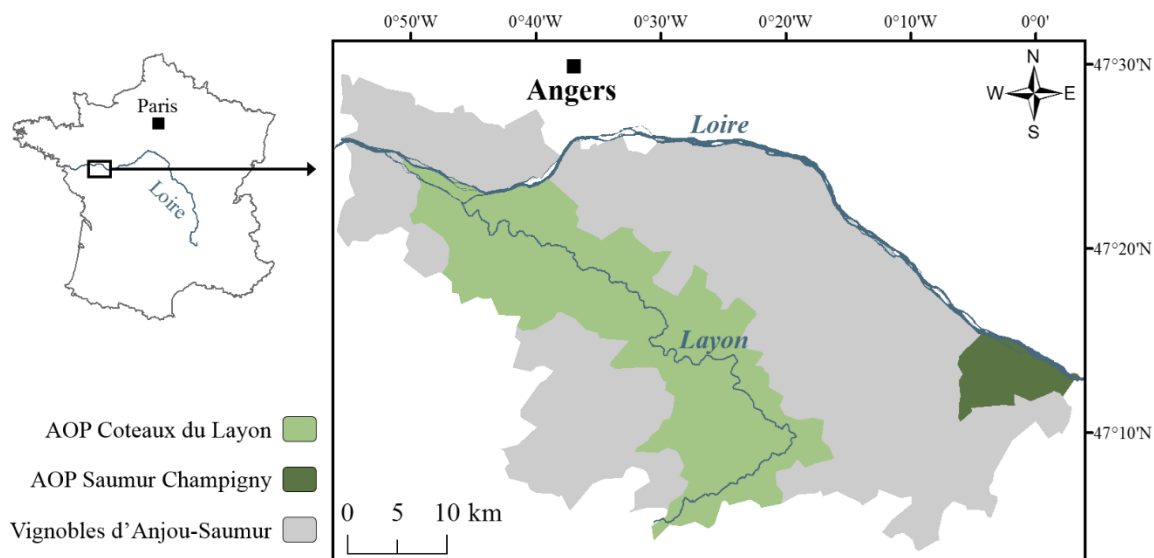 Paris
Loire
AOP Coteaux du Layon
AOP Saumur Champigny
Vignobles d'Anjou-Saumur
0°50'W 0°40'W 0°30'W 0°20'W 0°10'W 0°0'
47°30'N
47°20'N
47°10'N
N
W E
S
Angers
Loire
Layon
0 5 10 km